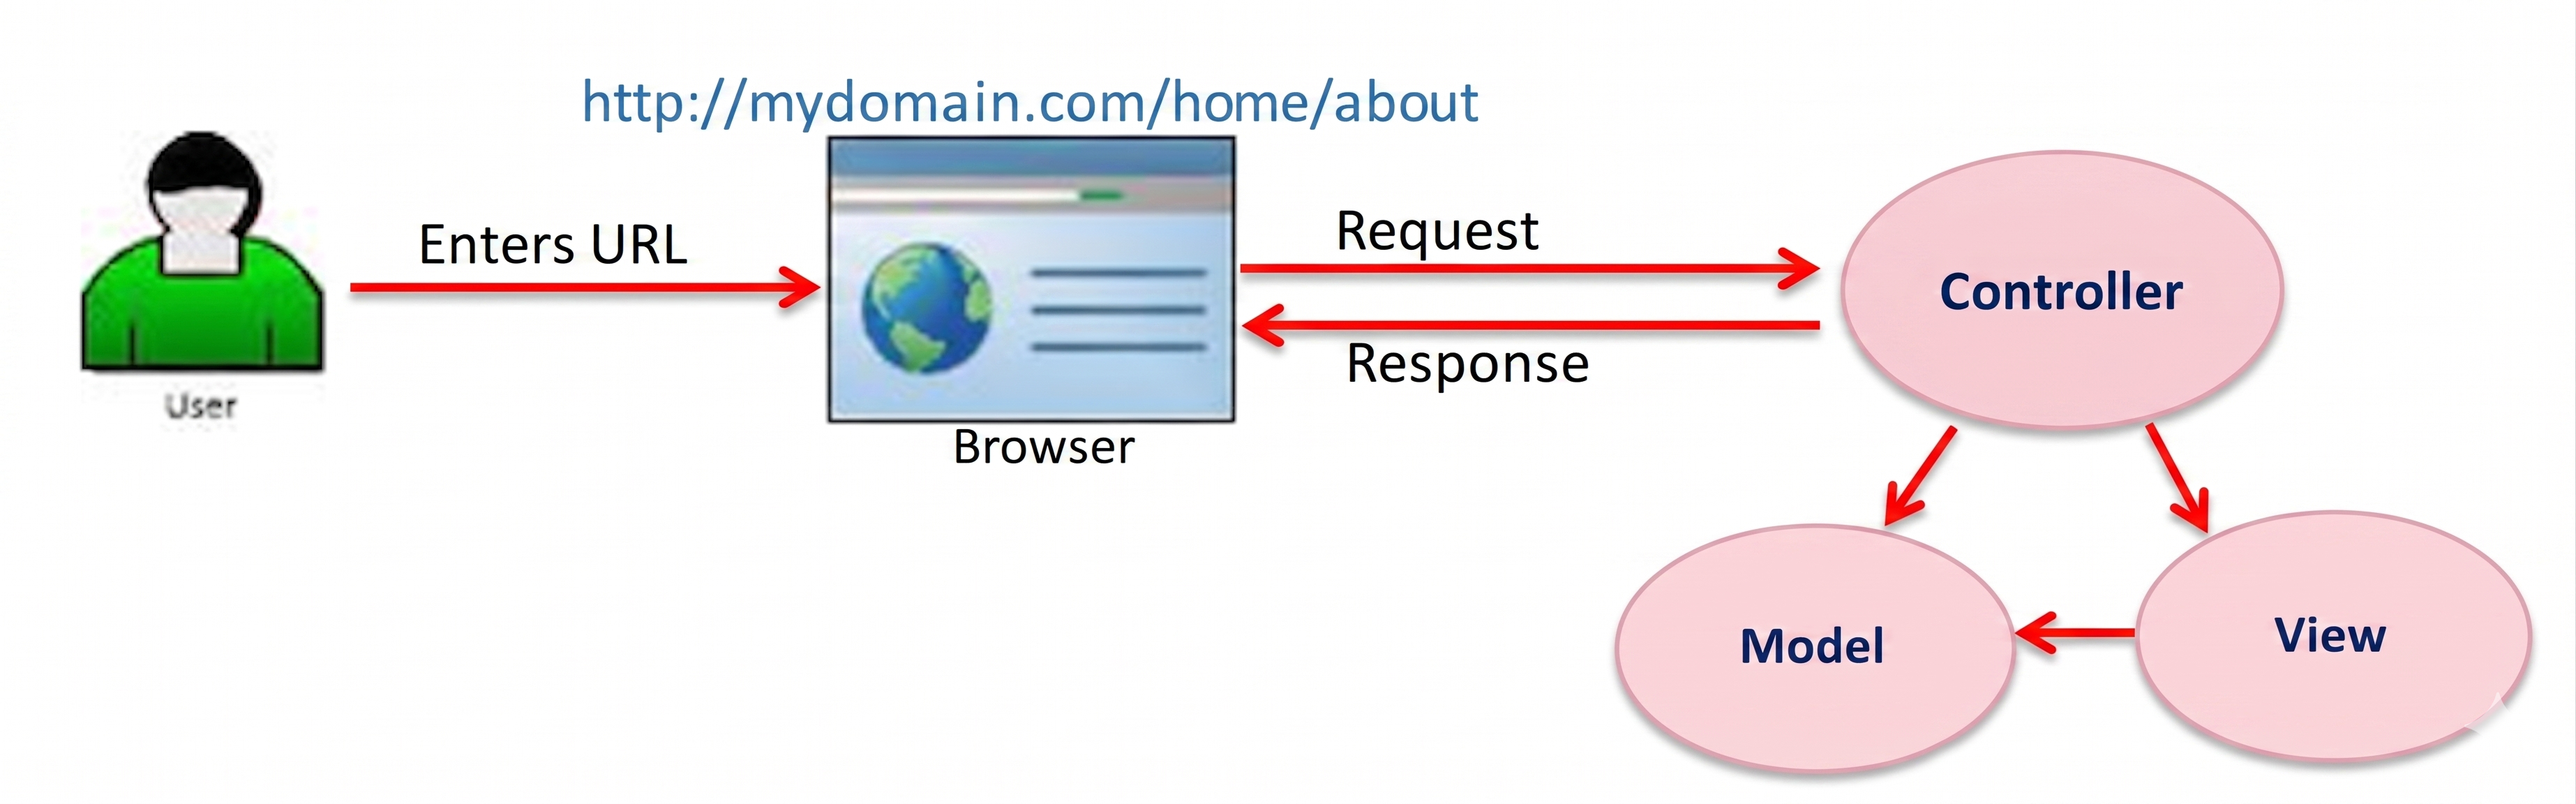 http://mydomain.com/home/about
Enters URL
Request
Controller
Response
User
Browser
Model
View